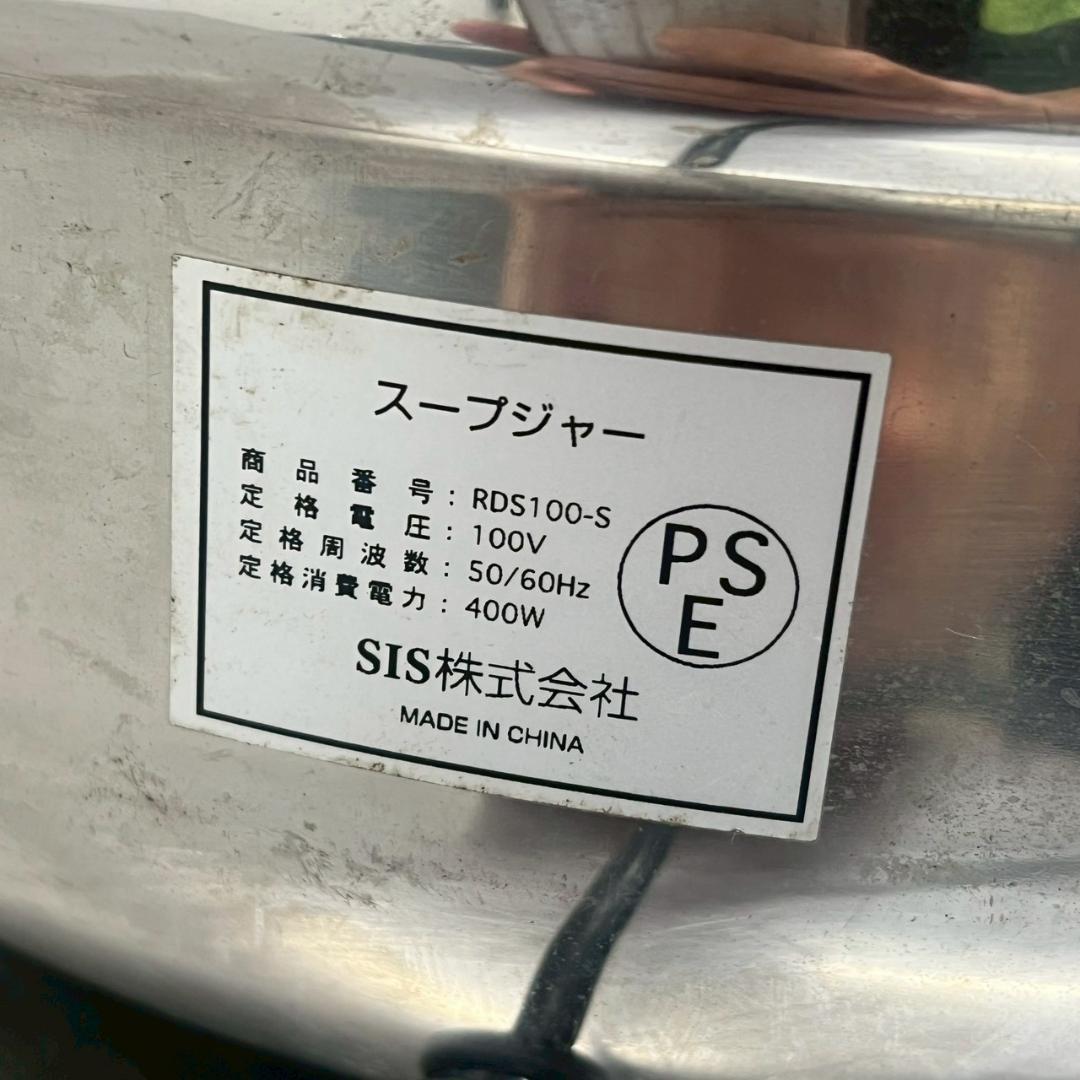 スープジャー
商品番号：RDS100-S
定格電圧：100V
定格周波数：50/60Hz
定格消費電力：400W
PS
E
SIS株式会社
MADE IN CHINA